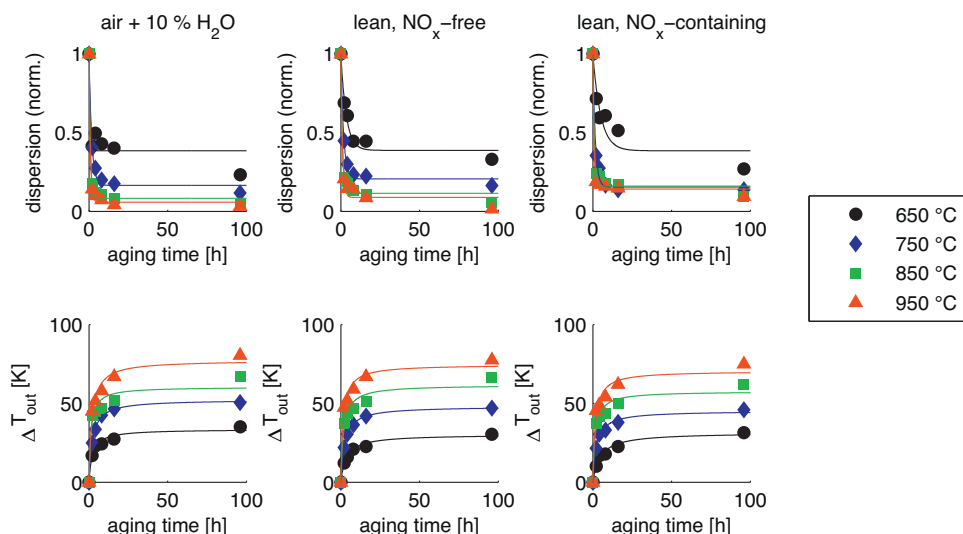 air + 10 % H₂O
lean, NOₓ−free
lean, NOₓ−containing
dispersion (norm.)
1
0.5
0
0
50
100
aging time [h]
dispersion (norm.)
1
0.5
0
0
50
100
aging time [h]
dispersion (norm.)
1
0.5
0
0
50
100
aging time [h]
650 °C
750 °C
850 °C
950 °C
Δ T_out [K]
100
50
0
0
50
100
aging time [h]
Δ T_out [K]
100
50
0
0
50
100
aging time [h]
Δ T_out [K]
100
50
0
0
50
100
aging time [h]